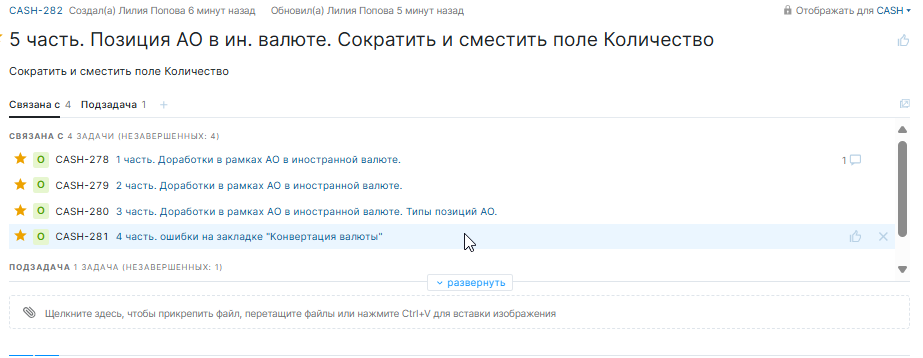 CASH-282 Создал(а) Лилия Попова 6 минут назад Обновил(а) Лилия Попова 5 минут назад Отображать для CASH
5 часть. Позиция АО в ин. валюте. Сократить и сместить поле Количество
Сократить и сместить поле Количество
Связана с 4 Подзадача 1 +
СВЯЗАНА С 4 ЗАДАЧИ (НЕЗАВЕРШЕННЫХ: 4)
О CASH-278 1 часть. Доработки в рамках АО в иностранной валюте. 1
О CASH-279 2 часть. Доработки в рамках АО в иностранной валюте.
О CASH-280 3 часть. Доработки в рамках АО в иностранной валюте. Типы позиций АО.
О CASH-281 4 часть. ошибки на закладке "Конвертация валюты"
ПОДЗАДАЧА 1 ЗАДАЧА (НЕЗАВЕРШЕННЫХ: 1)
развернуть
Щелкните здесь, чтобы прикрепить файл, перетащите файлы или нажмите Ctrl+V для вставки изображения